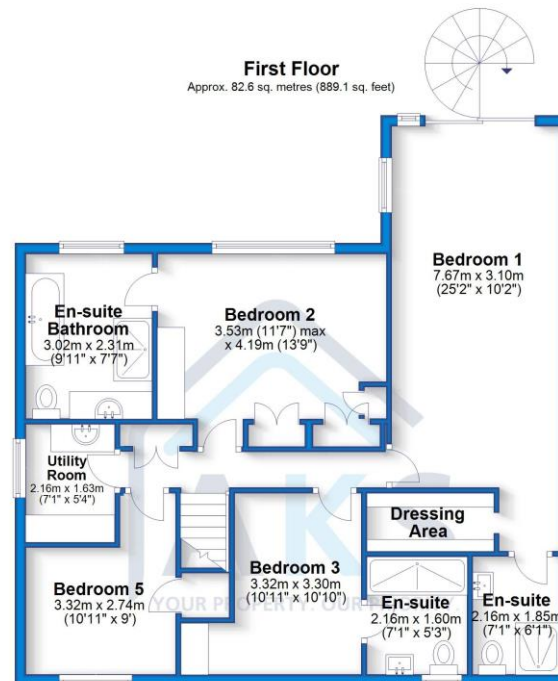 First Floor
Approx. 82.6 sq. metres (889.1 sq. feet)
Bedroom 1
7.67m x 3.10m
(25'2" x 10'2")
En-suite
Bathroom
3.02m x 2.31m
(9'11" x 7'7")
Bedroom 2
3.53m (11'7") max
x 4.19m (13'9")
Utility
Room
2.16m x 1.63m
(7'1" x 5'4")
AKS
Dressing
Area
Bedroom 5
3.32m x 2.74m
(10'11" x 9')
Bedroom 3
3.32m x 3.30m
(10'11" x 10'10")
En-suite
2.16m x 1.60m
(7'1" x 5'3")
En-suite
2.16m x 1.85m
(7'1" x 6'1")
YOUR PROPERTY. OUR